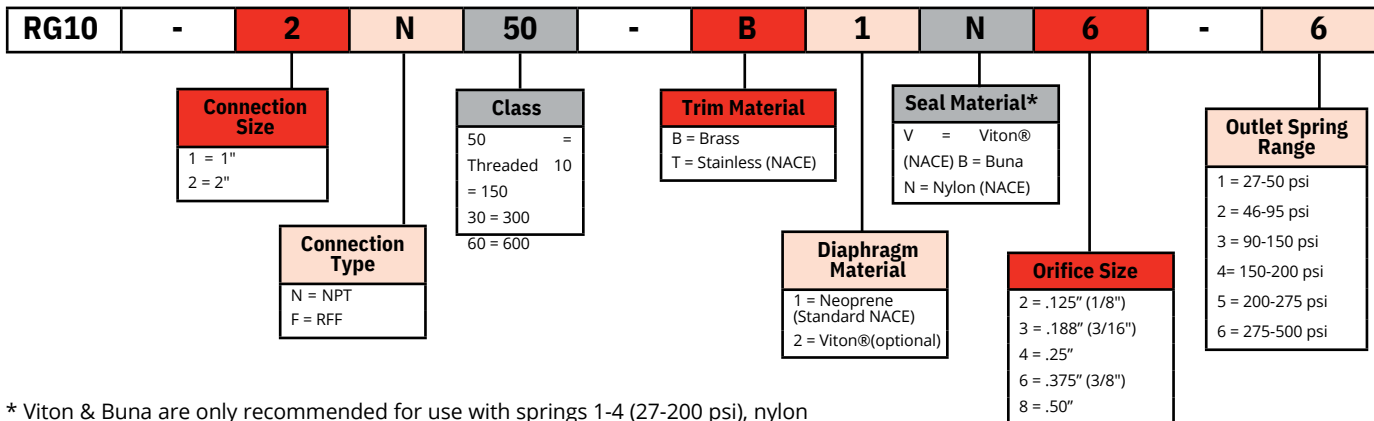 RG10 - 2 N 50 - B 1 N 6 - 6
Connection
Size
1 = 1"
2 = 2"
Connection
Type
N = NPT
F = RFF
Class
50 =
Threaded 10
= 150
30 = 300
60 = 600
Trim Material
B = Brass
T = Stainless (NACE)
Diaphragm
Material
1 = Neoprene
(Standard NACE)
2 = Viton®(optional)
Seal Material*
V = Viton®
(NACE) B = Buna
N = Nylon (NACE)
Orifice Size
2 = .125” (1/8")
3 = .188” (3/16")
4 = .25”
6 = .375” (3/8")
8 = .50”
Outlet Spring
Range
1 = 27-50 psi
2 = 46-95 psi
3 = 90-150 psi
4= 150-200 psi
5 = 200-275 psi
6 = 275-500 psi
* Viton & Buna are only recommended for use with springs 1-4 (27-200 psi), nylon